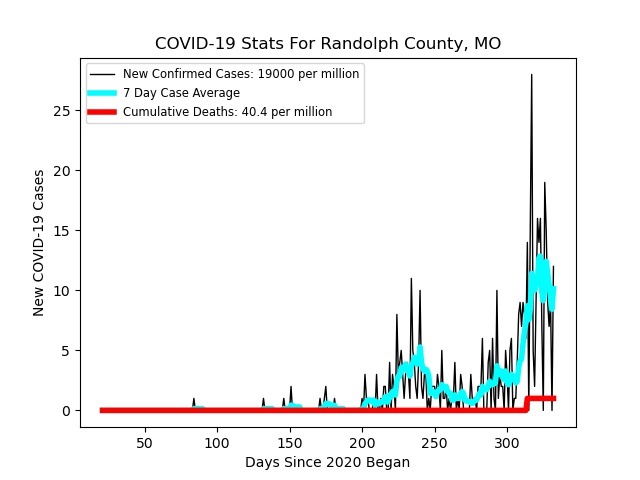 COVID-19 Stats For Randolph County, MO
New Confirmed Cases: 19000 per million
7 Day Case Average
Cumulative Deaths: 40.4 per million
New COVID-19 Cases
25
20
15
10
5
0
50
100
150
200
250
300
Days Since 2020 Began